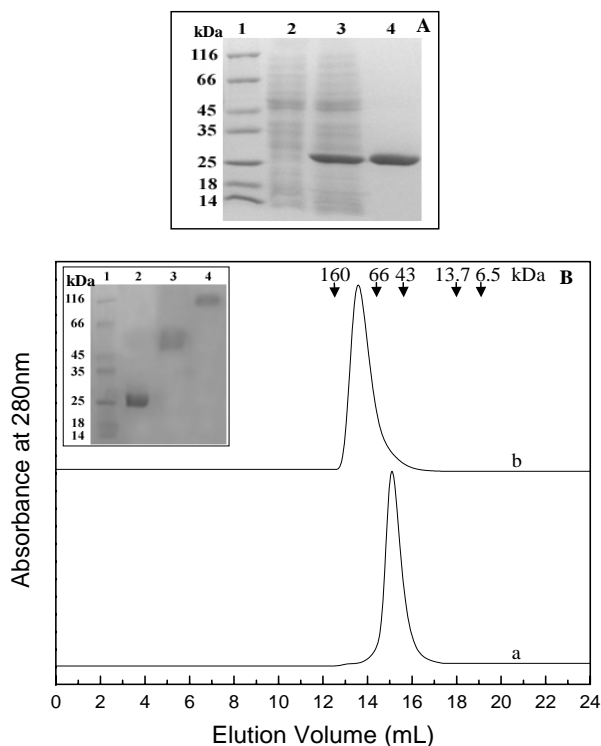 kDa 1 2 3 4 A
116
66
45
35
25
18
14
160 66 43 13.7 6.5 kDa B
kDa 1 2 3 4
116
66
45
35
25
18
14
Absorbance at 280nm
b
a
0 2 4 6 8 10 12 14 16 18 20 22 24
Elution Volume (mL)